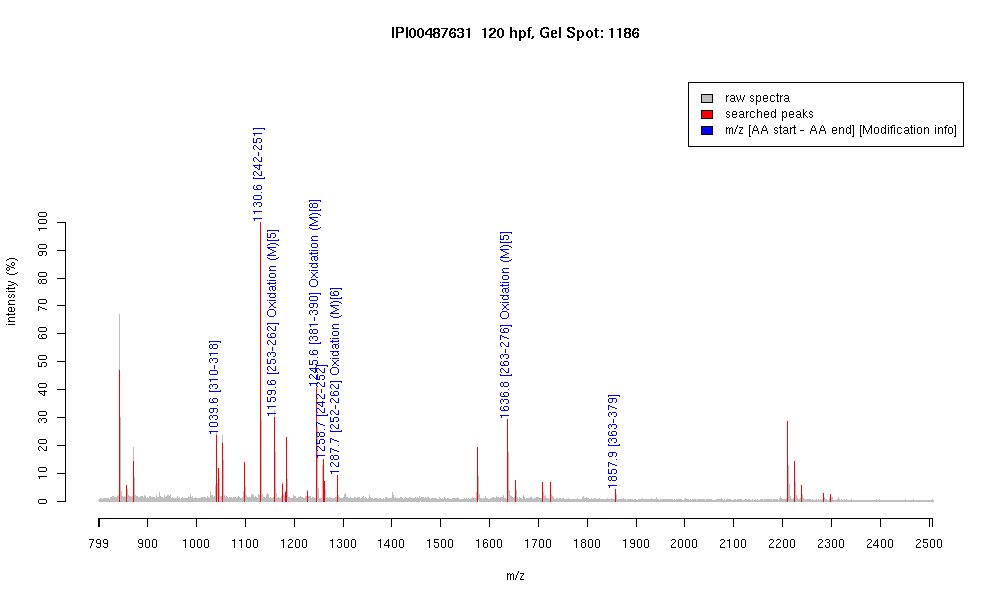 IPI00487631 120 hpf, Gel Spot: 1186
raw spectra
searched peaks
m/z [AA start - AA end] [Modification info]
intensity (%)
100
90
80
70
60
50
40
30
20
10
0
1039.6 [310-318]
1130.6 [242-251]
1159.6 [253-262] Oxidation (M)[5]
1245.6 [381-390] Oxidation (M)[6]
1258.7 [242-252]
1287.7 [252-262] Oxidation (M)[6]
1636.8 [263-276] Oxidation (M)[5]
1857.9 [363-379]
799 900 1000 1100 1200 1300 1400 1500 1600 1700 1800 1900 2000 2100 2200 2300 2400 2500
m/z